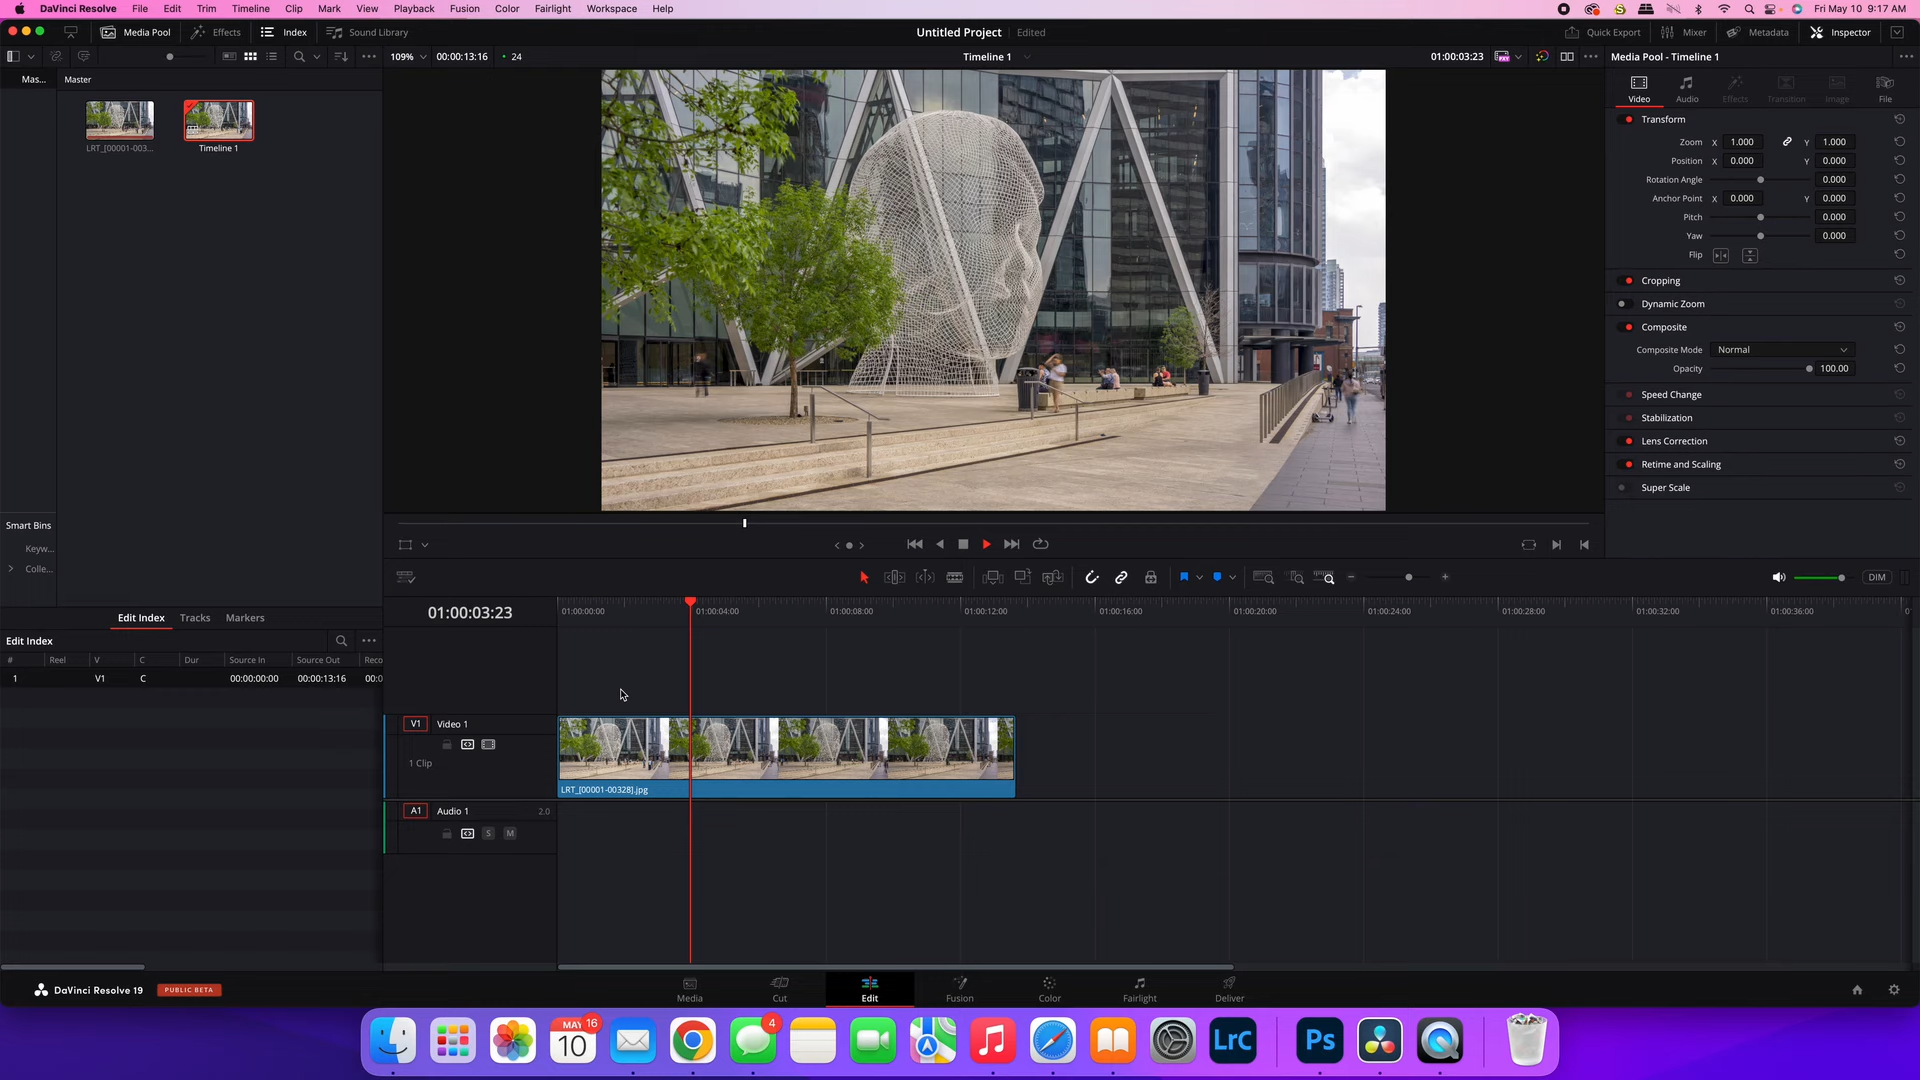 DaVinci Resolve File Edit Trim Timeline Clip Mark View Playback Fusion Color Fairlight Workspace Help Fri May 10 9:17 AM
Media Pool Effects Index Sound Library Untitled Project Edited Quick Export Mixer Metadata Inspector
109% 00:00:13:16 24 Timeline 1 01:00:03:23 Media Pool - Timeline 1
Mas... Master
Video Audio Effects Transition Image File
LRT_[00001-003... Timeline 1
Transform
Zoom X 1.000 Y 1.000
Position X 0.000 Y 0.000
Rotation Angle 0.000
Anchor Point X 0.000 Y 0.000
Pitch 0.000
Yaw 0.000
Flip
Cropping
Dynamic Zoom
Composite
Composite Mode Normal
Opacity 100.00
Speed Change
Stabilization
Lens Correction
Retime and Scaling
Super Scale
Smart Bins
Keyw...
Colle...
DIM
Edit Index Tracks Markers
Edit Index
# Reel V C Dur Source In Source Out Reco
1 V1 C 00:00:00:00 00:00:13:16 00:0
01:00:03:23 01:00:00:00 01:00:04:00 01:00:08:00 01:00:12:00 01:00:16:00 01:00:20:00 01:00:24:00 01:00:28:00 01:00:32:00 01:00:36:00
V1 Video 1
1 Clip
LRT_[00001-00328].jpg
A1 Audio 1 2.0
S M
DaVinci Resolve 19 PUBLIC BETA
Media Cut Edit Fusion Color Fairlight Deliver
MAY 16 4
10 LrC Ps